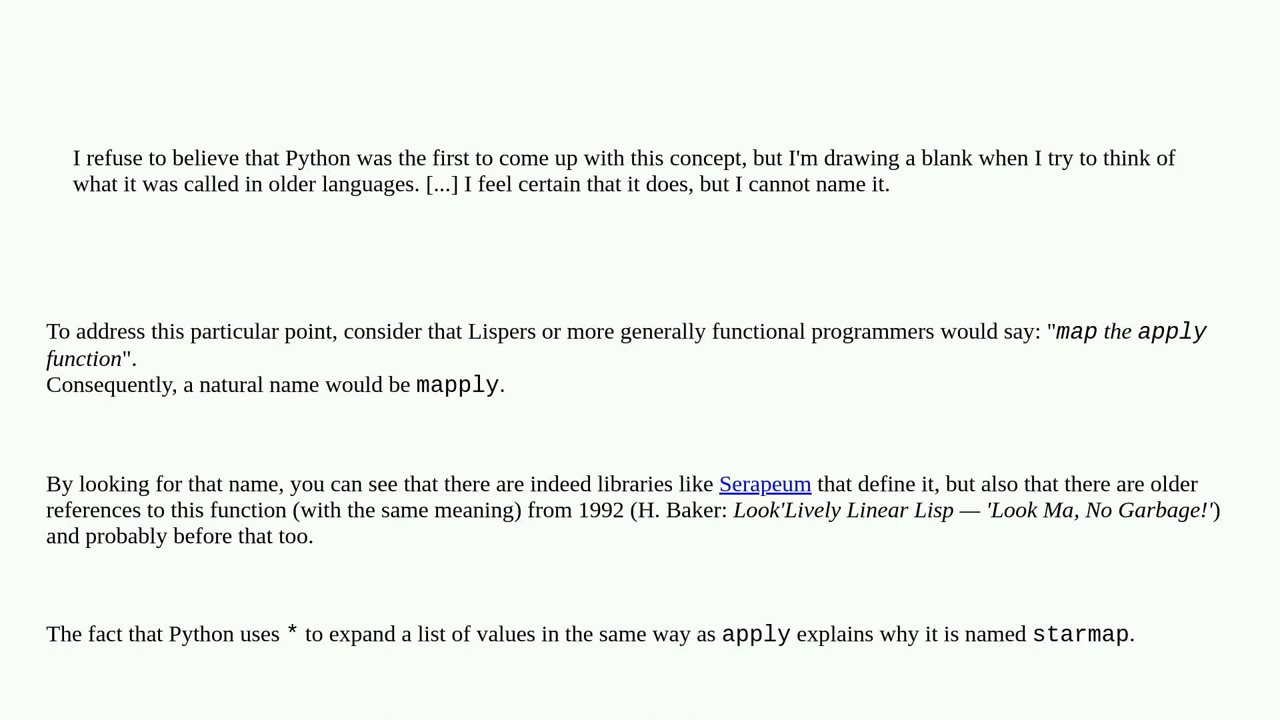 I refuse to believe that Python was the first to come up with this concept, but I'm drawing a blank when I try to think of
what it was called in older languages. [...] I feel certain that it does, but I cannot name it.
To address this particular point, consider that Lispers or more generally functional programmers would say: "map the apply
function".
Consequently, a natural name would be mapply.
By looking for that name, you can see that there are indeed libraries like Serapeum that define it, but also that there are older
references to this function (with the same meaning) from 1992 (H. Baker: Look'Lively Linear Lisp — 'Look Ma, No Garbage!')
and probably before that too.
The fact that Python uses * to expand a list of values in the same way as apply explains why it is named starmap.